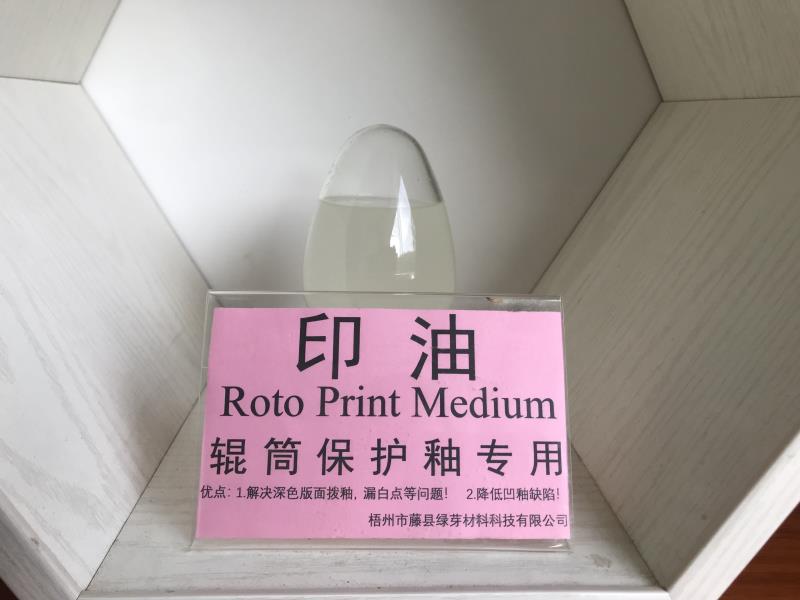 印油
Roto Print Medium
辊筒保护釉专用
优点: 1.解决深色版面拨釉, 漏白点等问题! 2.降低凹釉缺陷!
梧州市藤县绿芽材料科技有限公司